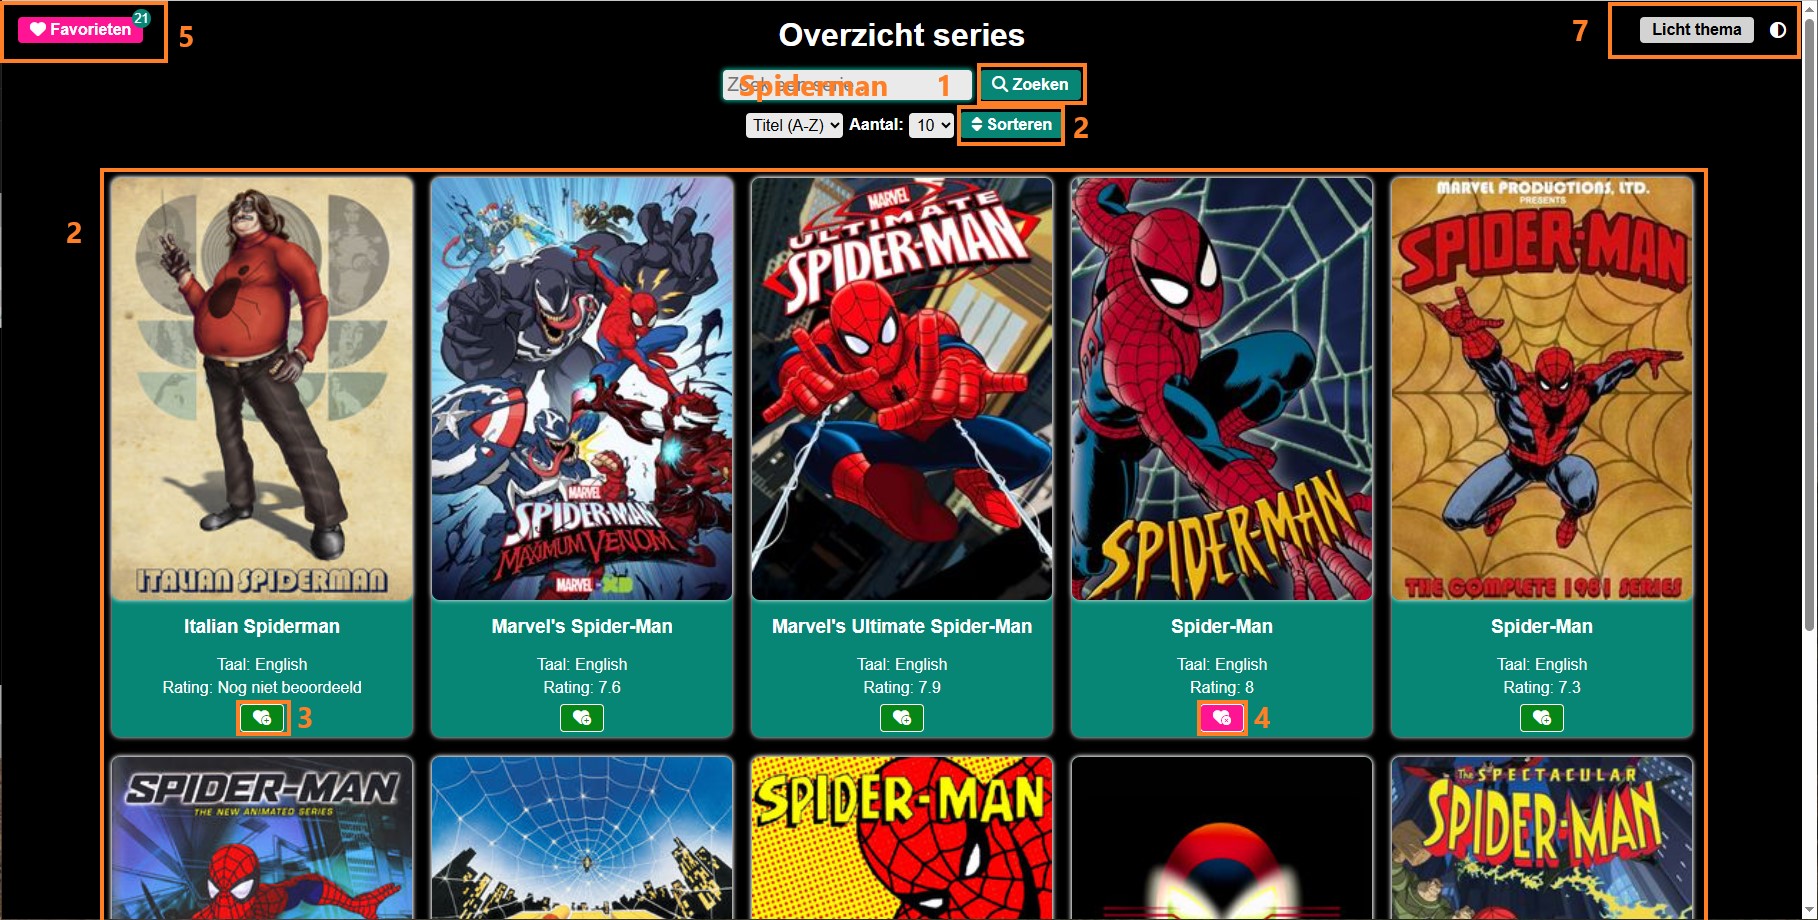 Favorieten 21
5
Overzicht series
7
Licht thema
Zoek een serie
Spiderman 1
Zoeken
Titel (A-Z) Aantal: 10 Sorteren 2
2
ITALIAN SPIDERMAN
MARVEL
SPIDER-MAN
MAXIMUM VENOM
MARVEL XD
MARVEL
ULTIMATE
SPIDER-MAN
SPIDER-MAN
MARVEL PRODUCTIONS, LTD.
PRESENTS
SPIDER-MAN
THE COMPLETE 1981 SERIES
Italian Spiderman
Taal: English
Rating: Nog niet beoordeeld
3
Marvel's Spider-Man
Taal: English
Rating: 7.6
Marvel's Ultimate Spider-Man
Taal: English
Rating: 7.9
Spider-Man
Taal: English
Rating: 8
4
Spider-Man
Taal: English
Rating: 7.3
SPIDER-MAN
THE NEW ANIMATED SERIES
SPIDER-MAN
The SPECTACULAR
SPIDER-MAN